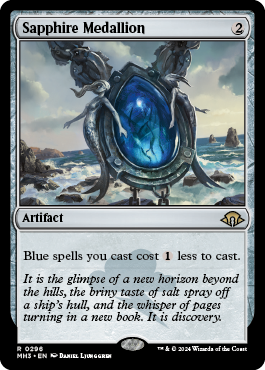 Sapphire Medallion 2
Artifact
Blue spells you cast cost 1 less to cast.
It is the glimpse of a new horizon beyond
the hills, the briny taste of salt spray off
a ship's hull, and the whisper of pages
turning in a new book. It is discovery.
R 0296
MH3 • EN DANIEL LJUNGGREN
™ & © 2024 Wizards of the Coast